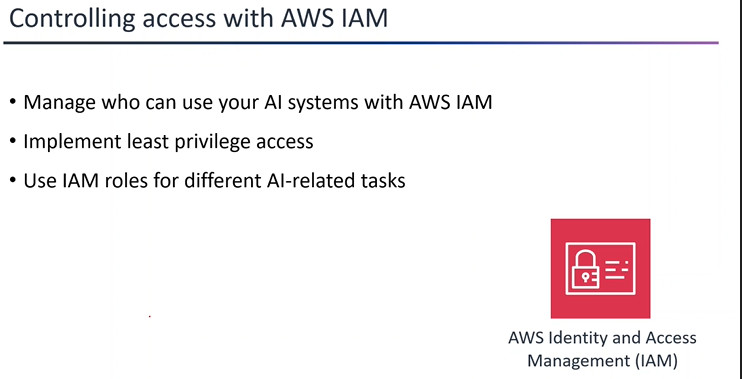 Controlling access with AWS IAM
• Manage who can use your AI systems with AWS IAM
• Implement least privilege access
• Use IAM roles for different AI-related tasks
AWS Identity and Access
Management (IAM)